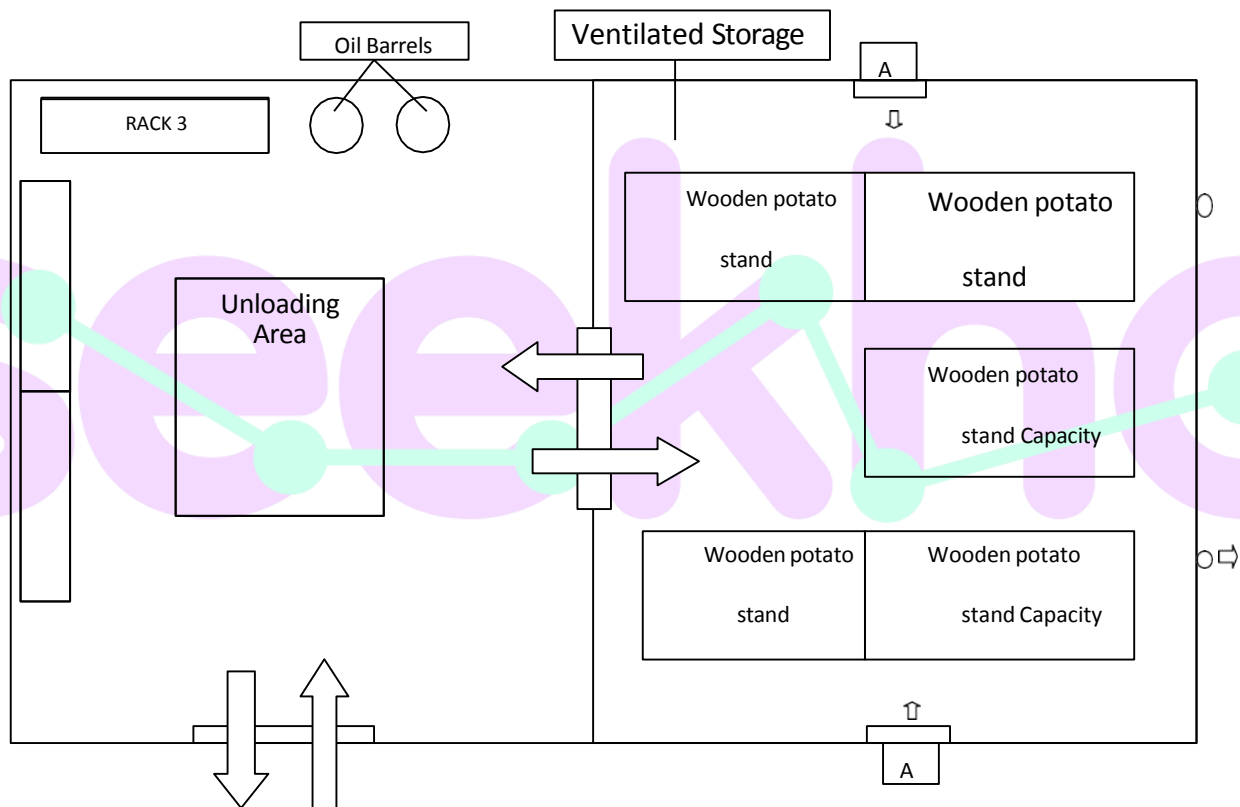 Oil Barrels
Ventilated Storage
A
RACK 3
Wooden potato
stand
Wooden potato
stand
Unloading
Area
Wooden potato
stand Capacity
Wooden potato
stand
Wooden potato
stand Capacity
A
seekno